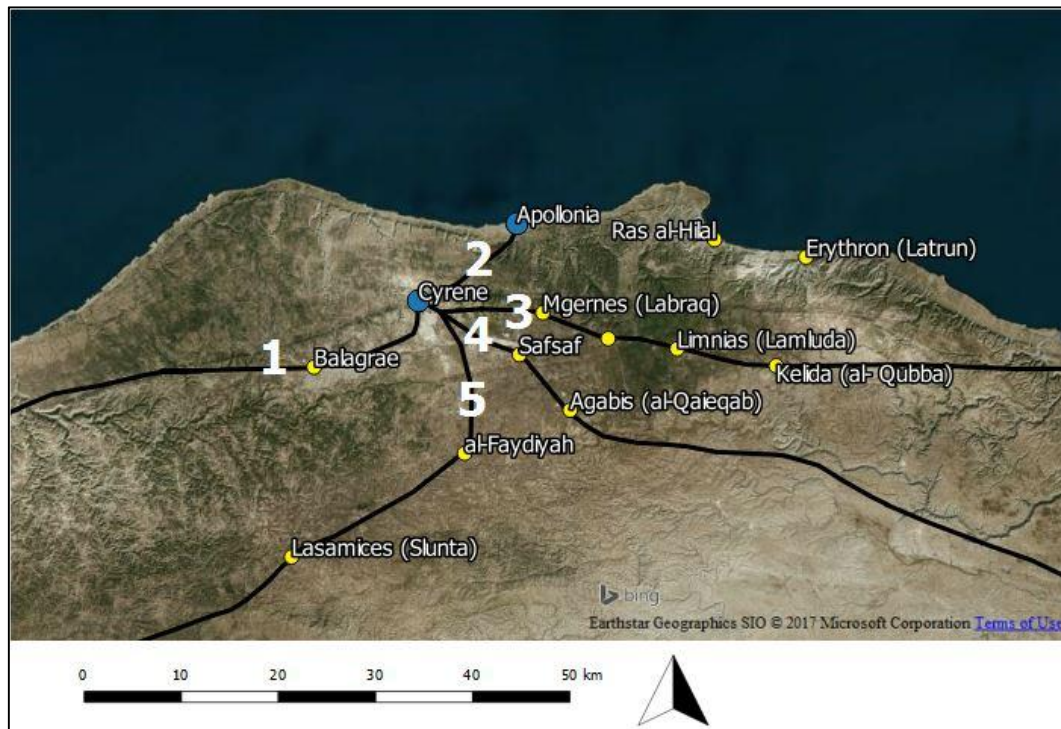 Apollonia
Ras al-Hilal
Erythron (Latrun)
2
Cyrene
3
Mgernes (Labraq)
4
Safsaf
Limnias (Lamluda)
1
Balagrae
Kelida (al- Qubba)
5
Agabis (al-Qaieqab)
al-Faydiyah
Lasamices (Slunta)
bing
Earthstar Geographics SIO © 2017 Microsoft Corporation Terms of Use
0 10 20 30 40 50 km